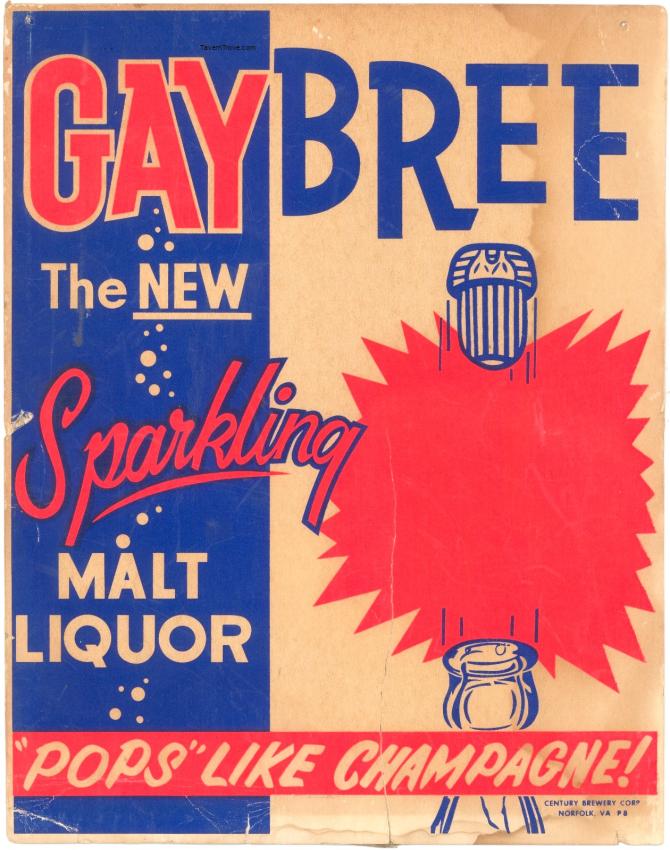 TavernTrove.com
GAYBREE
The NEW
Sparkling
MALT
LIQUOR
"POPS" LIKE CHAMPAGNE!
CENTURY BREWERY CORP
NORFOLK, VA P8